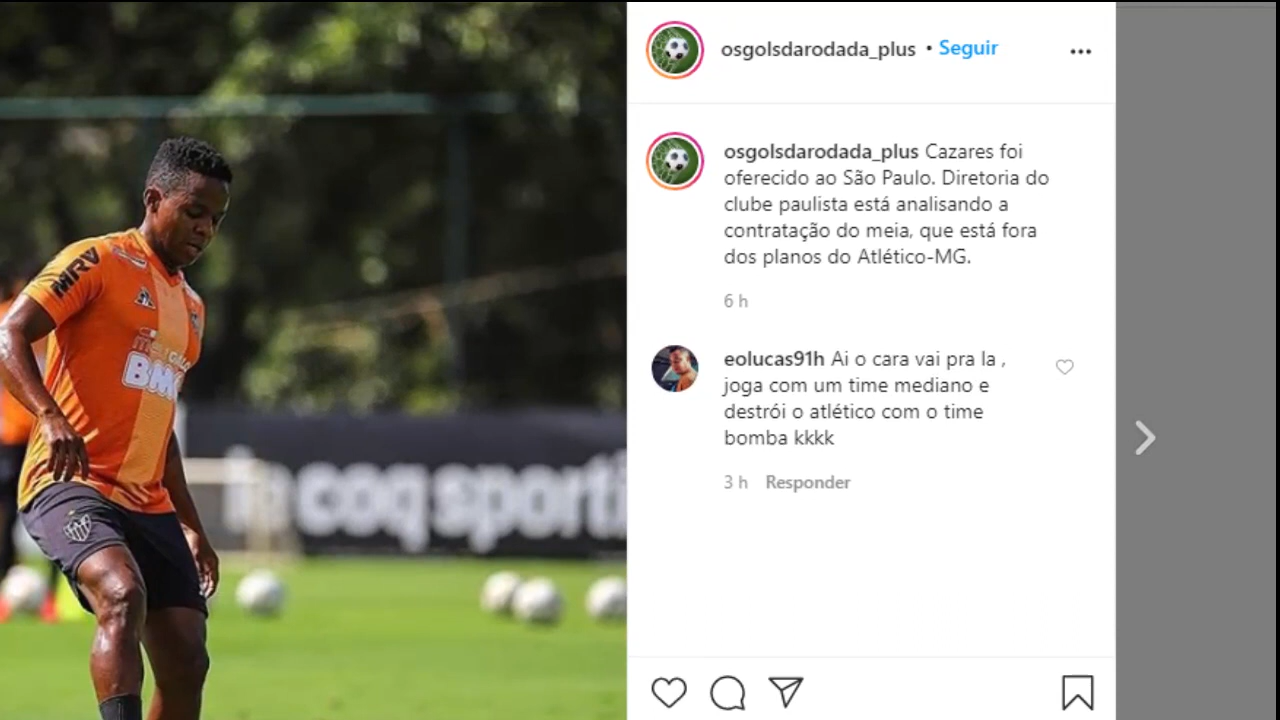 osgolsdarodada_plus • Seguir
osgolsdarodada_plus Cazares foi
oferecido ao São Paulo. Diretoria do
clube paulista está analisando a
contratação do meia, que está fora
dos planos do Atlético-MG.
6 h
eolucas91h Ai o cara vai pra la ,
joga com um time mediano e
destrói o atlético com o time
bomba kkkk
3 h Responder
MRV
BMG
le coq sporti